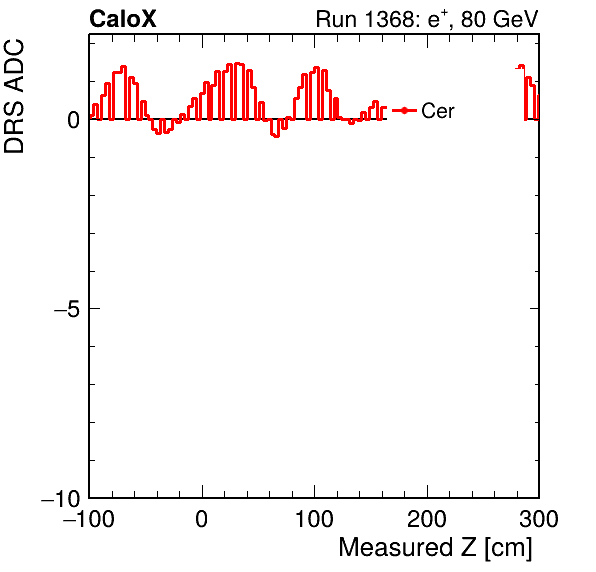 CaloX Run 1368: e⁺, 80 GeV
DRS ADC
0
Cer
−5
−10
−100 0 100 200 300
Measured Z [cm]